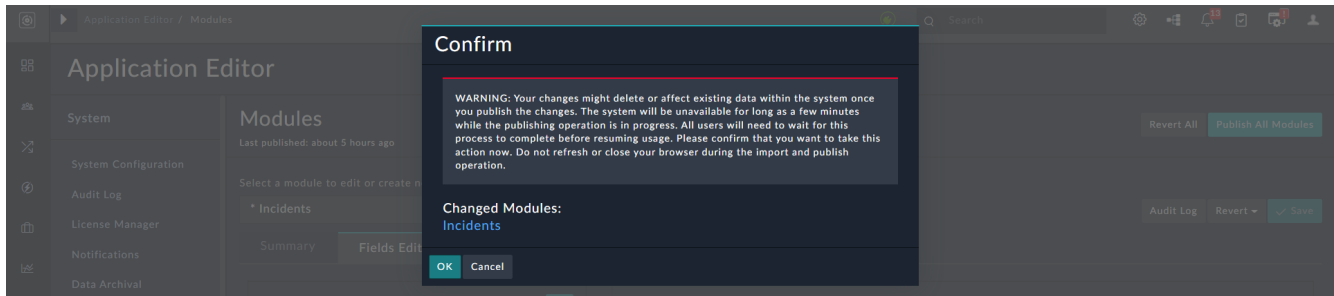 Application Editor / Modules
Search
13
Application Editor
System
System Configuration
Audit Log
License Manager
Notifications
Data Archival
Modules
Last published: about 5 hours ago
Revert All
Publish All Modules
Select a module to edit or create n
* Incidents
Audit Log
Revert
Save
Summary
Fields Edit
Confirm
WARNING: Your changes might delete or affect existing data within the system once
you publish the changes. The system will be unavailable for long as a few minutes
while the publishing operation is in progress. All users will need to wait for this
process to complete before resuming usage. Please confirm that you want to take this
action now. Do not refresh or close your browser during the import and publish
operation.
Changed Modules:
Incidents
OK
Cancel